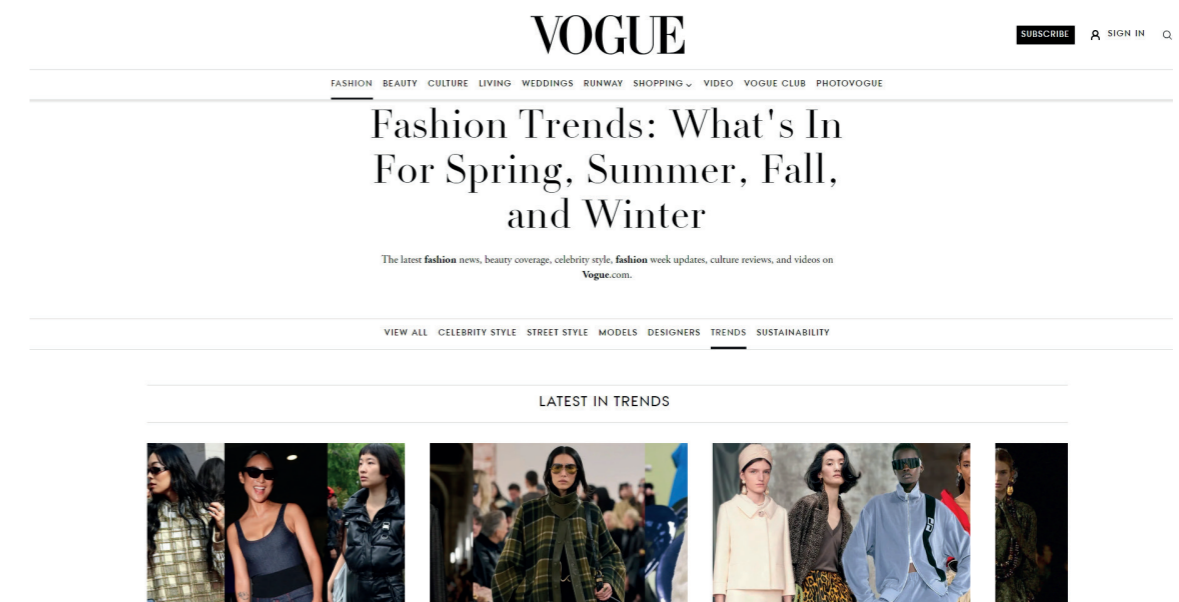 VOGUE
SUBSCRIBE SIGN IN
FASHION BEAUTY CULTURE LIVING WEDDINGS RUNWAY SHOPPING VIDEO VOGUE CLUB PHOTOVOGUE
Fashion Trends: What's In
For Spring, Summer, Fall,
and Winter
The latest fashion news, beauty coverage, celebrity style, fashion week updates, culture reviews, and videos on
Vogue.com.
VIEW ALL CELEBRITY STYLE STREET STYLE MODELS DESIGNERS TRENDS SUSTAINABILITY
LATEST IN TRENDS